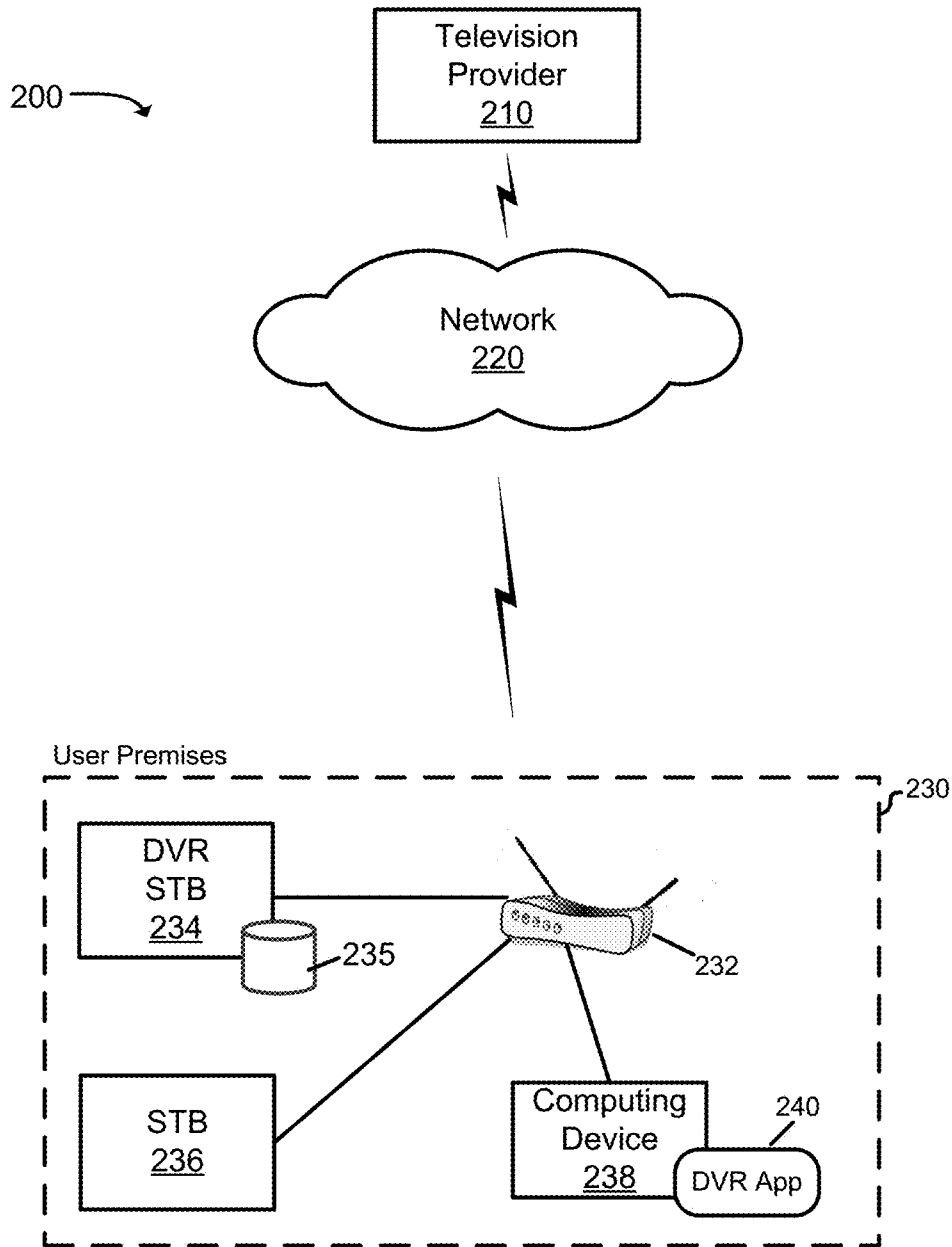 Television
Provider
210
200
Network
220
User Premises
230
DVR
STB
234
235
232
STB
236
Computing
Device
238
240
DVR App